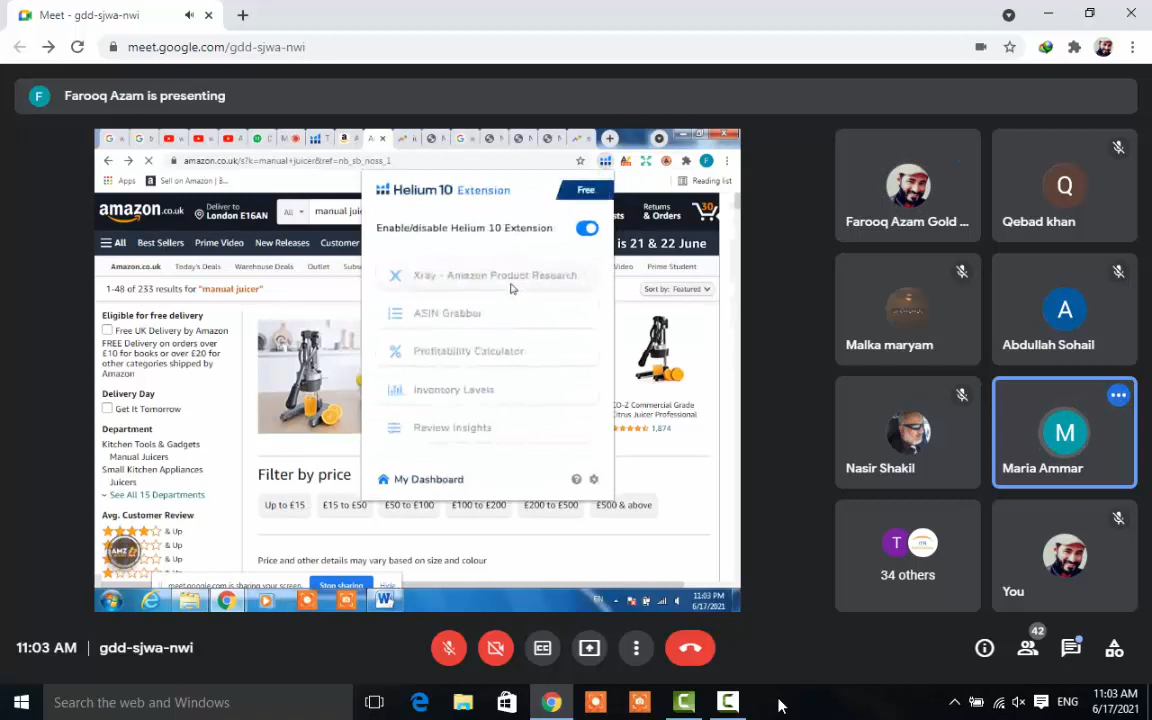 Meet - gdd-sjwa-nwi
meet.google.com/gdd-sjwa-nwi
F
Farooq Azam is presenting
amazon.co.uk/s?k=manual+juicer&ref=nb_sb_noss_1
Apps
Sell on Amazon | B...
Reading list
amazon.co.uk
Deliver to
London E16AN
All
manual jui
Returns
& Orders
30
All
Best Sellers
Prime Video
New Releases
Customer
is 21 & 22 June
Amazon.co.uk
Today's Deals
Warehouse Deals
Outlet
Video
Prime Student
1-48 of 233 results for "manual juicer"
Sort by: Featured
Helium 10 Extension
Free
Enable/disable Helium 10 Extension
Xray - Amazon Product Research
ASIN Grabber
Profitability Calculator
Inventory Levels
Review Insights
My Dashboard
Eligible for free delivery
Free UK Delivery by Amazon
FREE Delivery on orders over
£10 for books or over £20 for
other categories shipped by
Amazon
Delivery Day
Get It Tomorrow
Department
Kitchen Tools & Gadgets
Manual Juicers
Small Kitchen Appliances
Juicers
See All 15 Departments
Avg. Customer Review
& Up
& Up
& Up
& Up
AMZ
CO-Z Commercial Grade
Citrus Juicer Professional
1,874
Filter by price
Up to £15
£15 to £50
£50 to £100
£100 to £200
£200 to £500
£500 & above
Price and other details may vary based on size and colour
meet.google.com is sharing your screen.
Stop sharing
Hide
EN
11:03 PM
6/17/2021
Farooq Azam Gold ...
Q
Qebad khan
Malka maryam
A
Abdullah Sohail
Nasir Shakil
M
Maria Ammar
T
34 others
You
11:03 AM
gdd-sjwa-nwi
42
Search the web and Windows
ENG
11:03 AM
6/17/2021